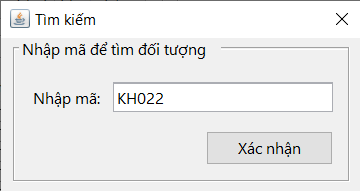 Tìm kiếm
Nhập mã để tìm đối tượng
Nhập mã: KH022
Xác nhận